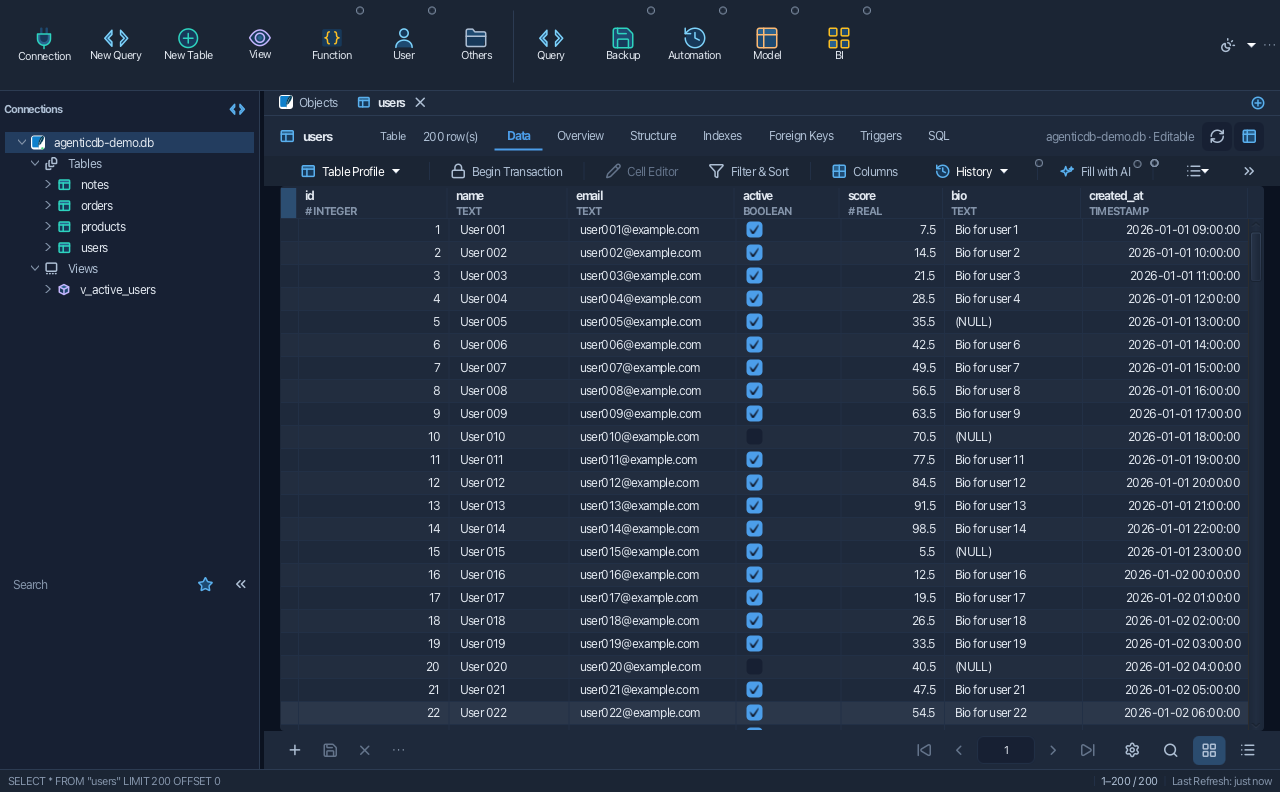 Connection New Query New Table View Function User Others Query Backup Automation Model BI
Connections
agenticdb-demo.db
Tables
notes
orders
products
users
Views
v_active_users
Search
Objects users
users Table 200 row(s) Data Overview Structure Indexes Foreign Keys Triggers SQL agenticdb-demo.db · Editable
Table Profile Begin Transaction Cell Editor Filter & Sort Columns History Fill with AI
id name email active score bio created_at
# INTEGER TEXT TEXT BOOLEAN # REAL TEXT TIMESTAMP
1 User 001 user001@example.com 7.5 Bio for user 1 2026-01-01 09:00:00
2 User 002 user002@example.com 14.5 Bio for user 2 2026-01-01 10:00:00
3 User 003 user003@example.com 21.5 Bio for user 3 2026-01-01 11:00:00
4 User 004 user004@example.com 28.5 Bio for user 4 2026-01-01 12:00:00
5 User 005 user005@example.com 35.5 (NULL) 2026-01-01 13:00:00
6 User 006 user006@example.com 42.5 Bio for user 6 2026-01-01 14:00:00
7 User 007 user007@example.com 49.5 Bio for user 7 2026-01-01 15:00:00
8 User 008 user008@example.com 56.5 Bio for user 8 2026-01-01 16:00:00
9 User 009 user009@example.com 63.5 Bio for user 9 2026-01-01 17:00:00
10 User 010 user010@example.com 70.5 (NULL) 2026-01-01 18:00:00
11 User 011 user011@example.com 77.5 Bio for user 11 2026-01-01 19:00:00
12 User 012 user012@example.com 84.5 Bio for user 12 2026-01-01 20:00:00
13 User 013 user013@example.com 91.5 Bio for user 13 2026-01-01 21:00:00
14 User 014 user014@example.com 98.5 Bio for user 14 2026-01-01 22:00:00
15 User 015 user015@example.com 5.5 (NULL) 2026-01-01 23:00:00
16 User 016 user016@example.com 12.5 Bio for user 16 2026-01-02 00:00:00
17 User 017 user017@example.com 19.5 Bio for user 17 2026-01-02 01:00:00
18 User 018 user018@example.com 26.5 Bio for user 18 2026-01-02 02:00:00
19 User 019 user019@example.com 33.5 Bio for user 19 2026-01-02 03:00:00
20 User 020 user020@example.com 40.5 (NULL) 2026-01-02 04:00:00
21 User 021 user021@example.com 47.5 Bio for user 21 2026-01-02 05:00:00
22 User 022 user022@example.com 54.5 Bio for user 22 2026-01-02 06:00:00
1
SELECT * FROM "users" LIMIT 200 OFFSET 0 1–200 / 200 Last Refresh: just now